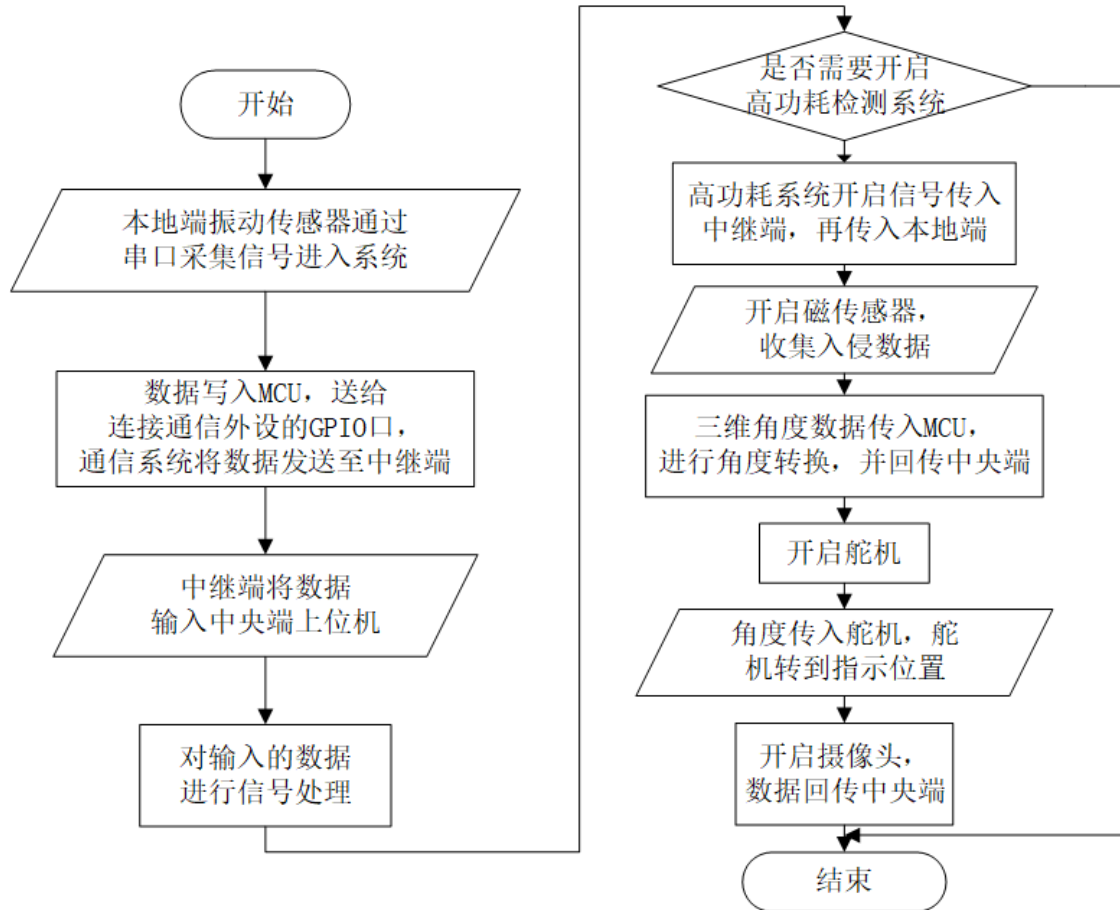 开始
本地端振动传感器通过
串口采集信号进入系统
数据写入MCU，送给
连接通信外设的GPIO口，
通信系统将数据发送至中继端
中继端将数据
输入中央端上位机
对输入的数据
进行信号处理
是否需要开启
高功耗检测系统
高功耗系统开启信号传入
中继端，再传入本地端
开启磁传感器，
收集入侵数据
三维角度数据传入MCU，
进行角度转换，并回传中央端
开启舵机
角度传入舵机，舵
机转到指示位置
开启摄像头，
数据回传中央端
结束